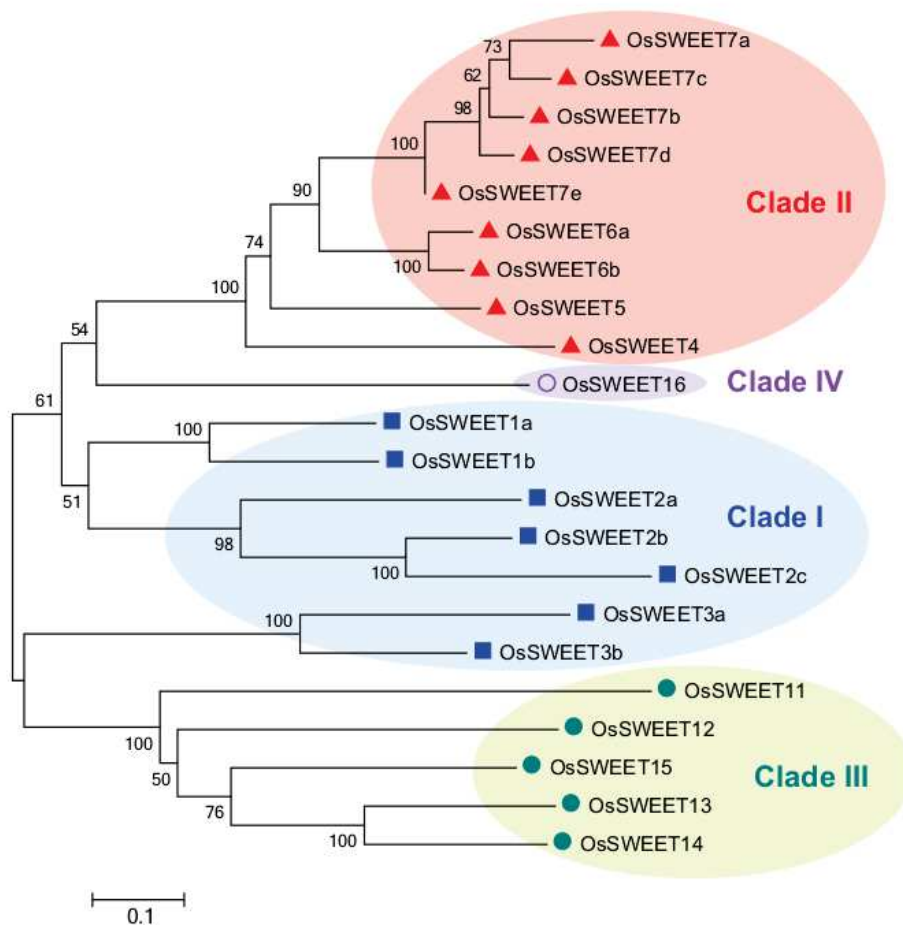 OsSWEET7a
73
OsSWEET7c
62
OsSWEET7b
98
OsSWEET7d
100
OsSWEET7e
90
Clade II
OsSWEET6a
74
100
OsSWEET6b
100
OsSWEET5
54
OsSWEET4
OsSWEET16
Clade IV
61
OsSWEET1a
100
OsSWEET1b
51
OsSWEET2a
Clade I
98
OsSWEET2b
100
OsSWEET2c
OsSWEET3a
100
OsSWEET3b
OsSWEET11
100
OsSWEET12
50
OsSWEET15
Clade III
76
OsSWEET13
100
OsSWEET14
0.1